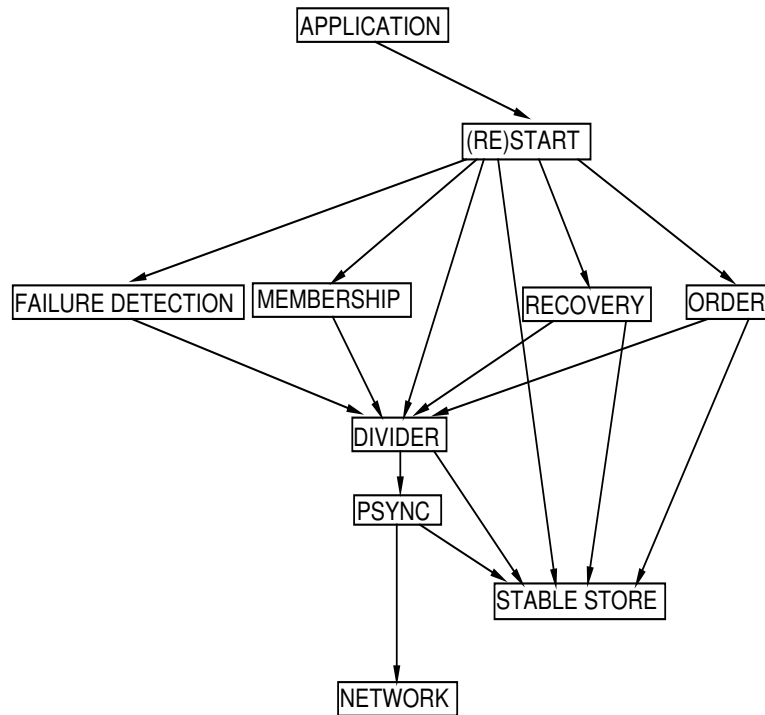 APPLICATION
(RE)START
FAILURE DETECTION
MEMBERSHIP
RECOVERY
ORDER
DIVIDER
PSYNC
STABLE STORE
NETWORK